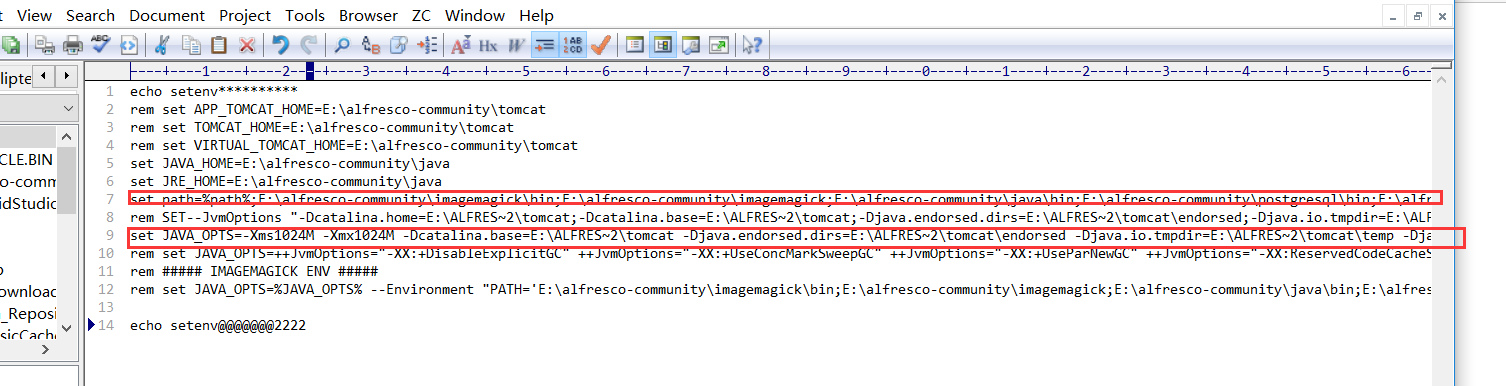 View Search Document Project Tools Browser ZC Window Help
llipte
----+----1----+----2----+----3----+----4----+----5----+----6----+----7----+----8----+----9----+----0----+----1----+----2----+----3----+----4----+----5----+----6-
1 echo setenv**********
2 rem set APP_TOMCAT_HOME=E:\alfresco-community\tomcat
3 rem set TOMCAT_HOME=E:\alfresco-community\tomcat
4 rem set VIRTUAL_TOMCAT_HOME=E:\alfresco-community\tomcat
5 set JAVA_HOME=E:\alfresco-community\java
6 set JRE_HOME=E:\alfresco-community\java
7 set path=%path%;E:\alfresco-community\imagemagick\bin;E:\alfresco-community\imagemagick;E:\alfresco-community\java\bin;E:\alfresco-community\postgresql\bin;E:\alfr
8 rem SET--JvmOptions "-Dcatalina.home=E:\ALFRES~2\tomcat;-Dcatalina.base=E:\ALFRES~2\tomcat;-Djava.endorsed.dirs=E:\ALFRES~2\tomcat\endorsed;-Djava.io.tmpdir=E:\ALF
9 set JAVA_OPTS=-Xms1024M -Xmx1024M -Dcatalina.base=E:\ALFRES~2\tomcat -Djava.endorsed.dirs=E:\ALFRES~2\tomcat\endorsed -Djava.io.tmpdir=E:\ALFRES~2\tomcat\temp -Dja
10 rem set JAVA_OPTS=++JvmOptions="-XX:+DisableExplicitGC" ++JvmOptions="-XX:+UseConcMarkSweepGC" ++JvmOptions="-XX:+UseParNewGC" ++JvmOptions="-XX:ReservedCodeCacheS
11 rem ##### IMAGEMAGICK ENV #####
12 rem set JAVA_OPTS=%JAVA_OPTS% --Environment "PATH='E:\alfresco-community\imagemagick\bin;E:\alfresco-community\imagemagick;E:\alfresco-community\java\bin;E:\alfres
13
14 echo setenv@@@@@@@2222
CLE.BIN
o-comm
idStudic
ownload
_Reposi
sicCache